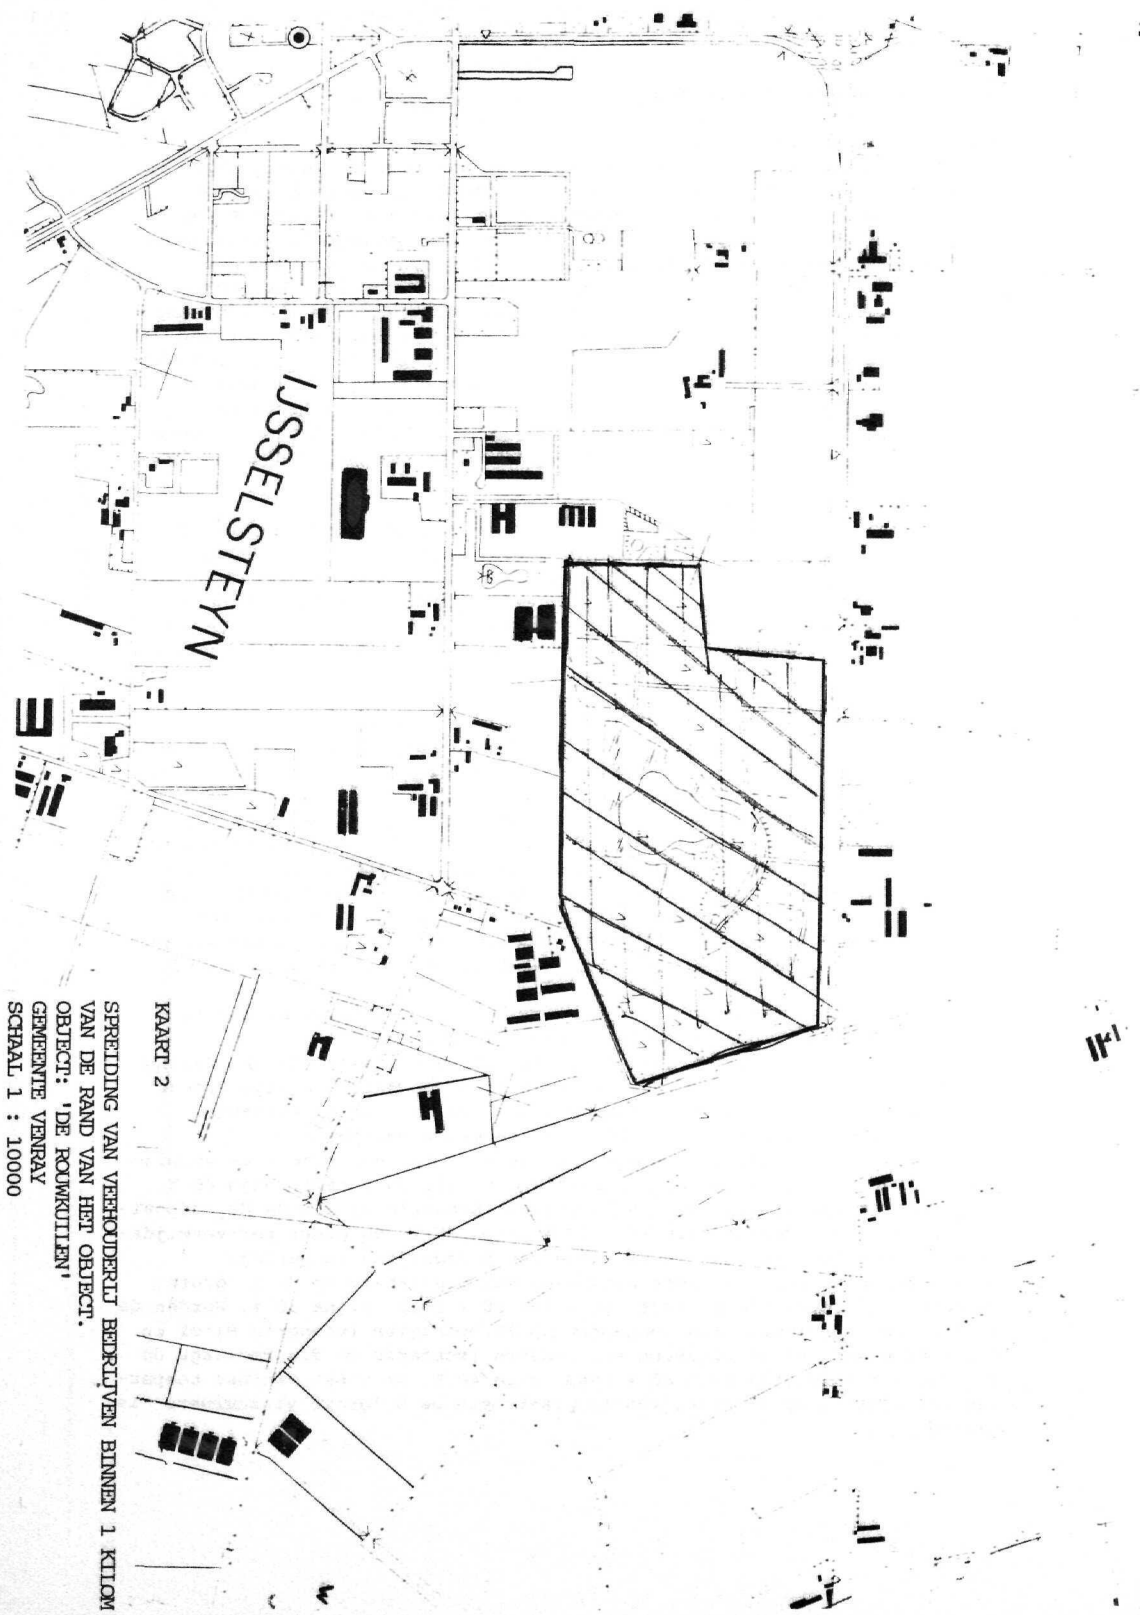 IJSSELSTEYN
KAART 2
SPREIDING VAN VEEHOUDERIJ BEDRIJVEN BINNEN 1 KILOM
VAN DE RAND VAN HET OBJECT.
OBJECT: 'DE ROUWKUILEN'
GEMEENTE VENRAY
SCHAAL 1 : 10000